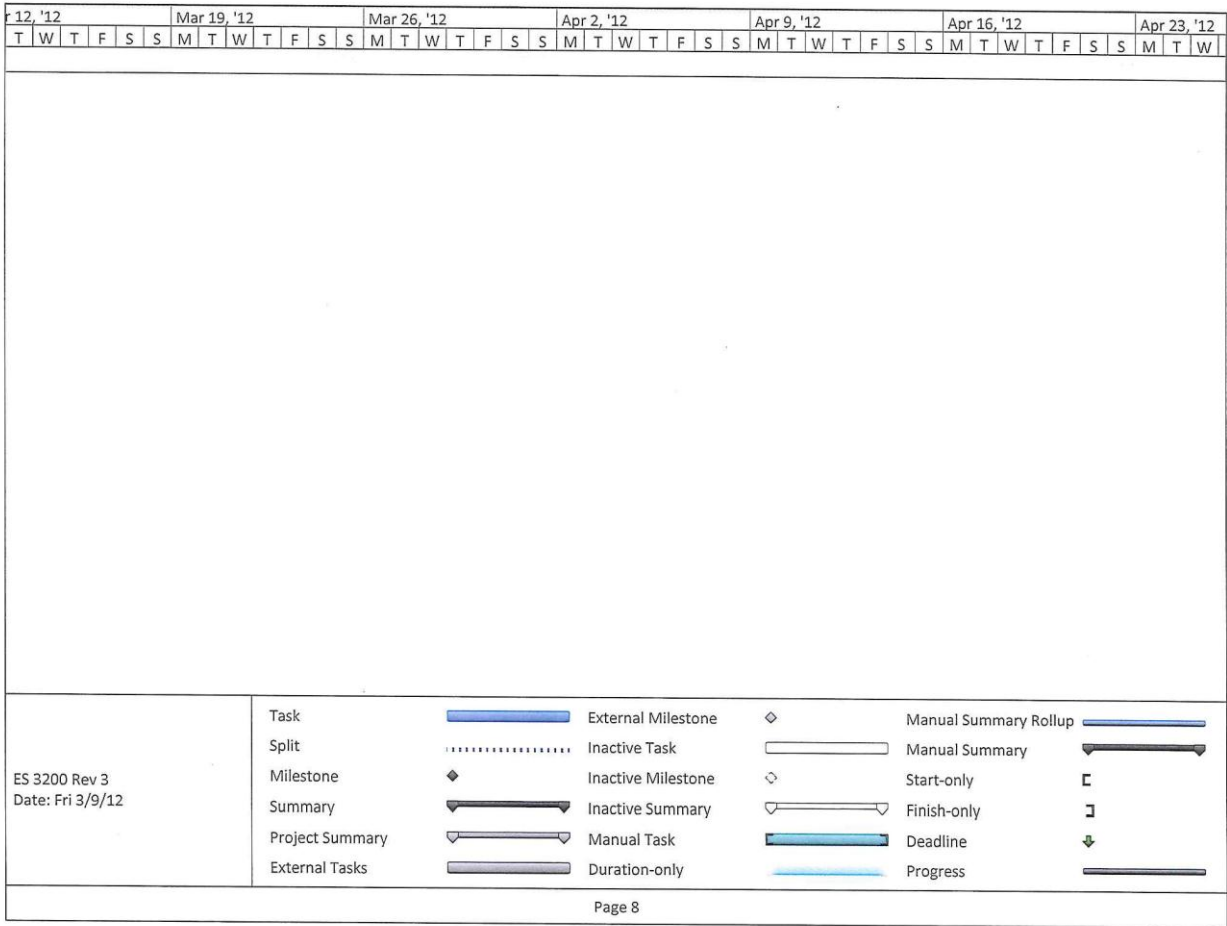 r 12, '12 Mar 19, '12 Mar 26, '12 Apr 2, '12 Apr 9, '12 Apr 16, '12 Apr 23, '12
T W T F S S M T W T F S S M T W T F S S M T W T F S S M T W T F S S M T W T F S S M T W
Task External Milestone Manual Summary Rollup
Split Inactive Task Manual Summary
Milestone Inactive Milestone Start-only
Summary Inactive Summary Finish-only
Project Summary Manual Task Deadline
External Tasks Duration-only Progress
ES 3200 Rev 3
Date: Fri 3/9/12
Page 8